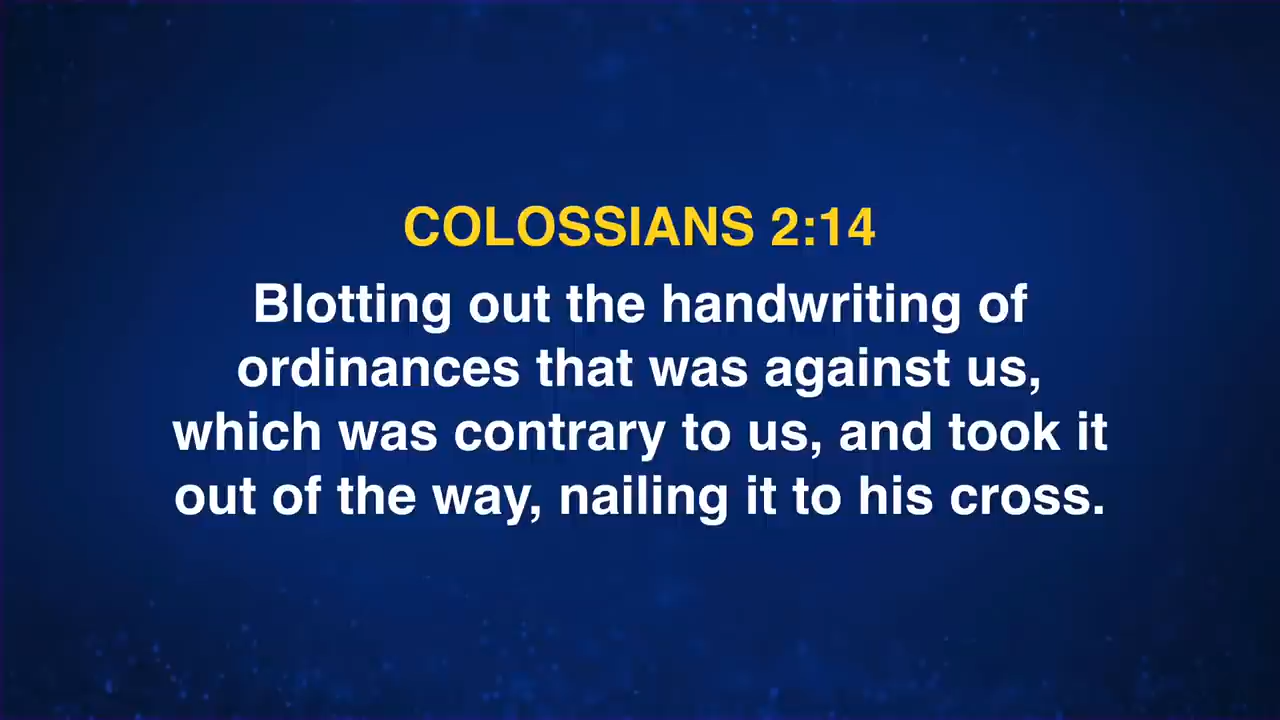 COLOSSIANS 2:14
Blotting out the handwriting of
ordinances that was against us,
which was contrary to us, and took it
out of the way, nailing it to his cross.